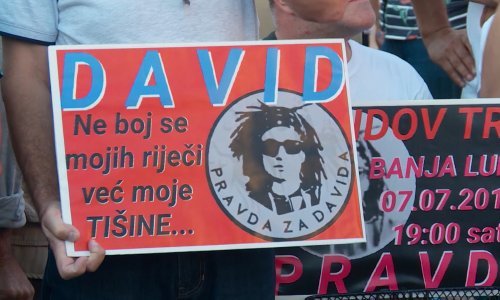 DAVID
Ne boj se
mojih riječi
već moje
TIŠINE...
PRAVDA ZA DAVIDA
BANJA
07.07.201
19:00 sat
PRAVD